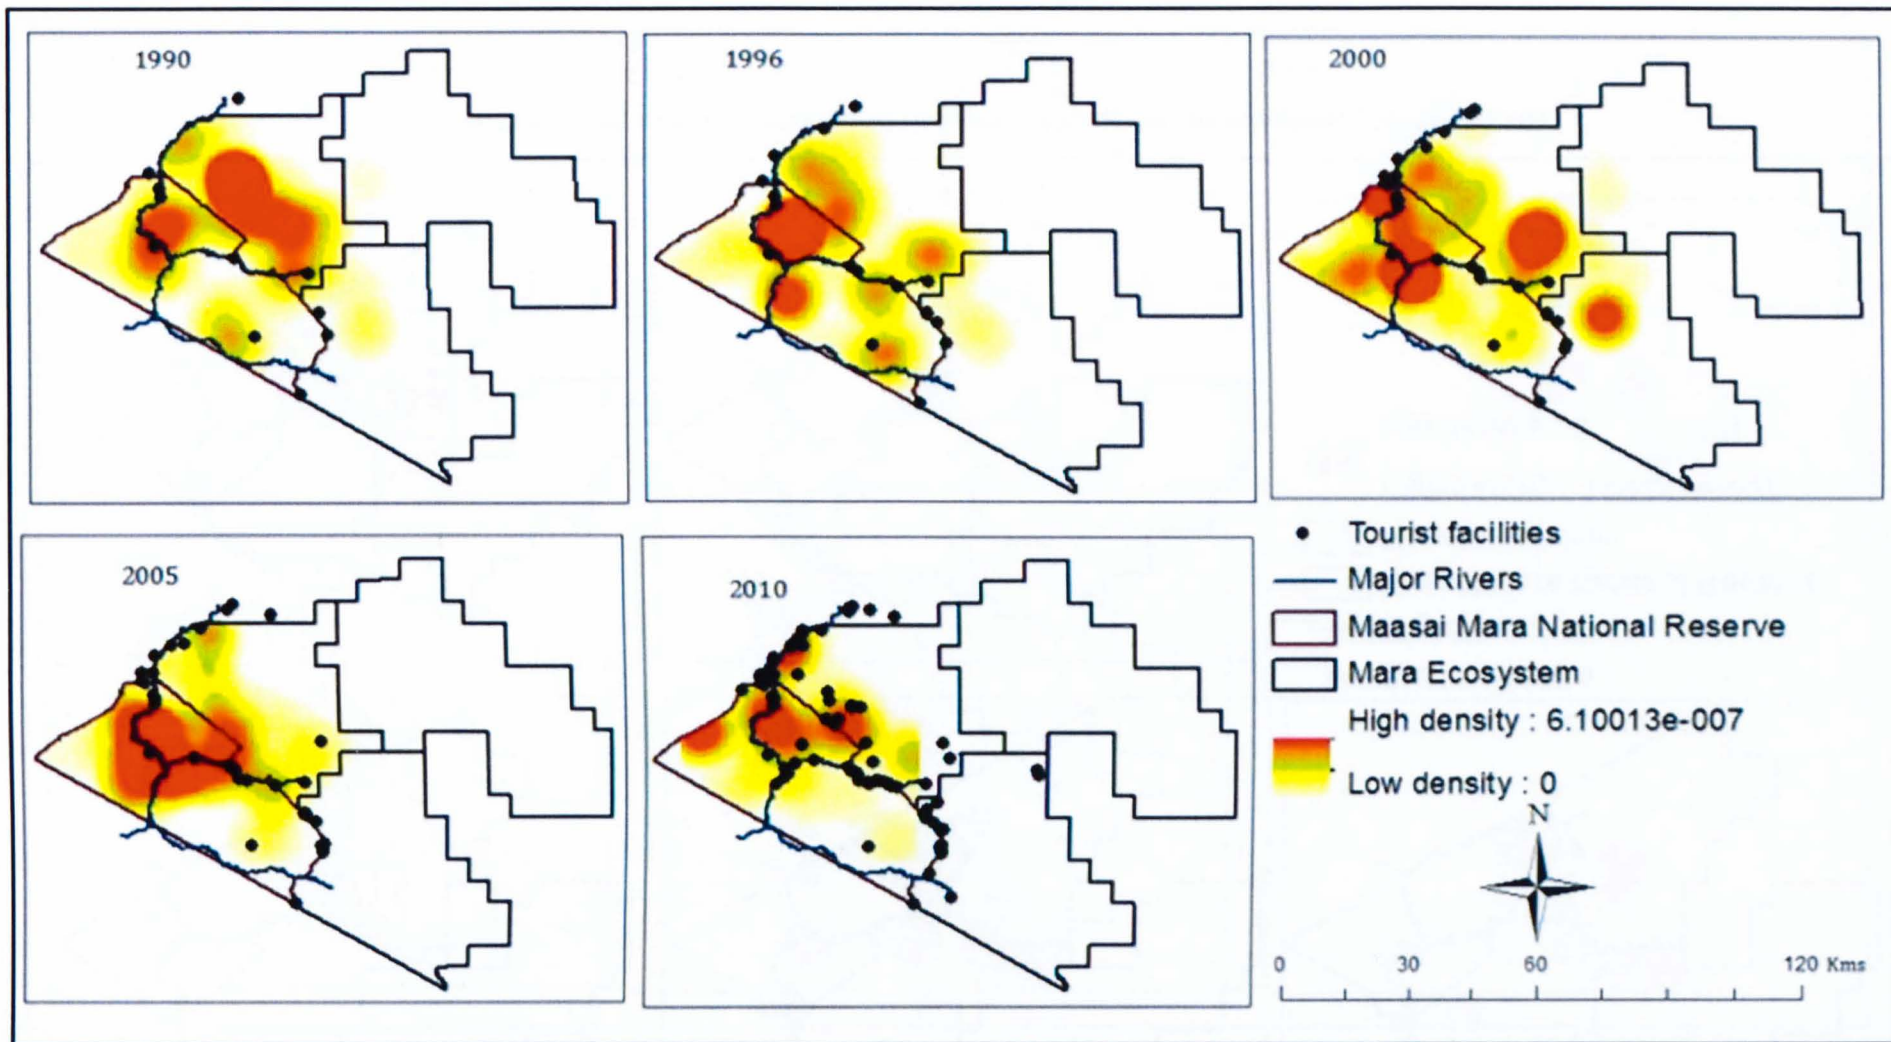 1990
1996
2000
2005
2010
Tourist facilities
Major Rivers
Maasai Mara National Reserve
Mara Ecosystem
High density : 6.10013e-007
Low density : 0
N
0 30 60 120 Kms